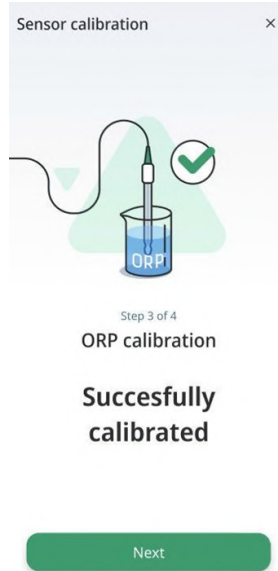 Sensor calibration ×
ORP
Step 3 of 4
ORP calibration
Succesfully
calibrated
Next